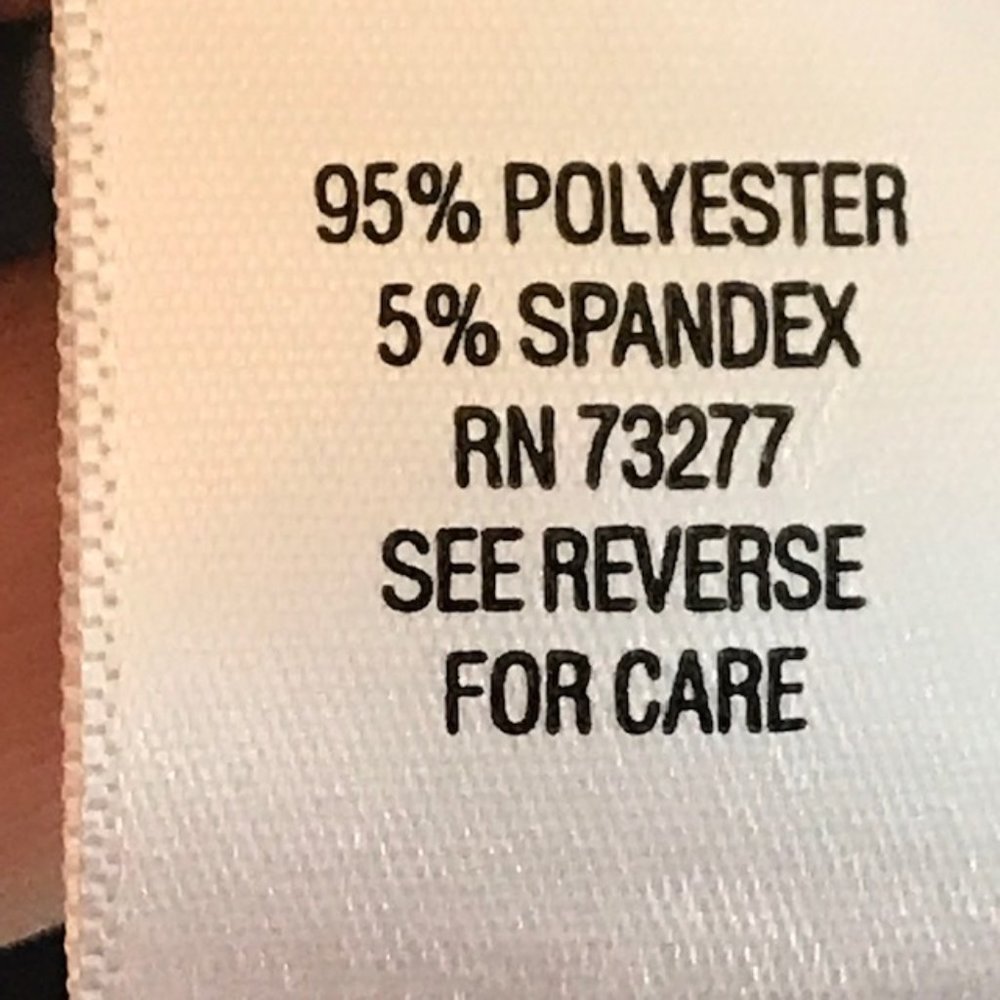 95% POLYESTER
5% SPANDEX
RN 73277
SEE REVERSE
FOR CARE